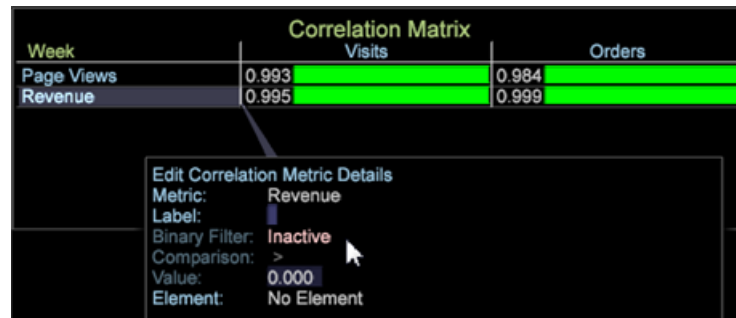 Correlation Matrix
Week Visits Orders
Page Views 0.993 0.984
Revenue 0.995 0.999
Edit Correlation Metric Details
Metric: Revenue
Label:
Binary Filter: Inactive
Comparison: >
Value: 0.000
Element: No Element